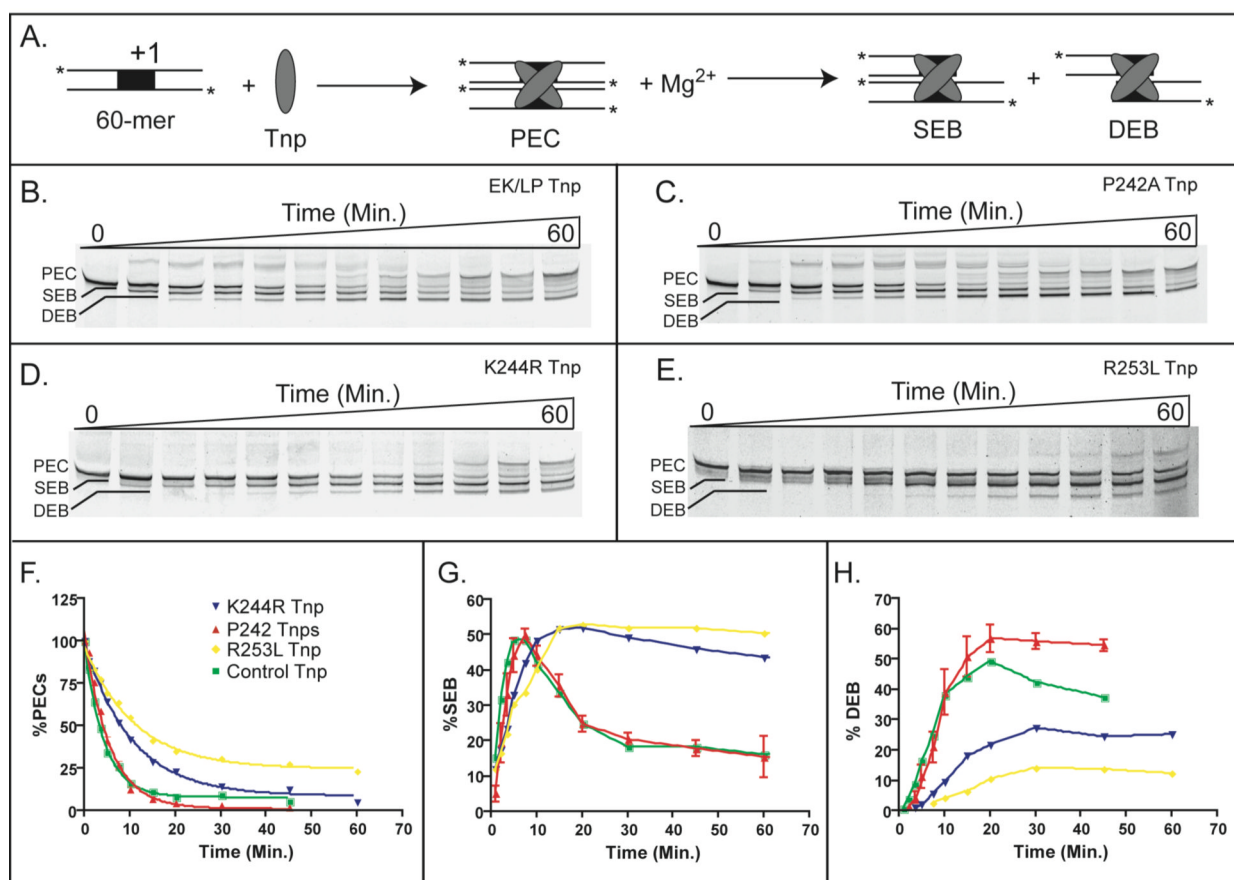 A.
+1
* * + Tnp PEC + Mg2+ SEB + DEB
60-mer
B.
EK/LP Tnp
Time (Min.)
0 60
PEC
SEB
DEB
C.
P242A Tnp
Time (Min.)
0 60
PEC
SEB
DEB
D.
K244R Tnp
Time (Min.)
0 60
PEC
SEB
DEB
E.
R253L Tnp
Time (Min.)
0 60
PEC
SEB
DEB
F.
%PECs
125
100
75
50
25
0
0 10 20 30 40 50 60 70
Time (Min.)
K244R Tnp
P242 Tnps
R253L Tnp
Control Tnp
G.
%SEB
60
50
40
30
20
10
0
0 10 20 30 40 50 60 70
Time (Min.)
H.
% DEB
70
60
50
40
30
20
10
0
0 10 20 30 40 50 60 70
Time (Min.)